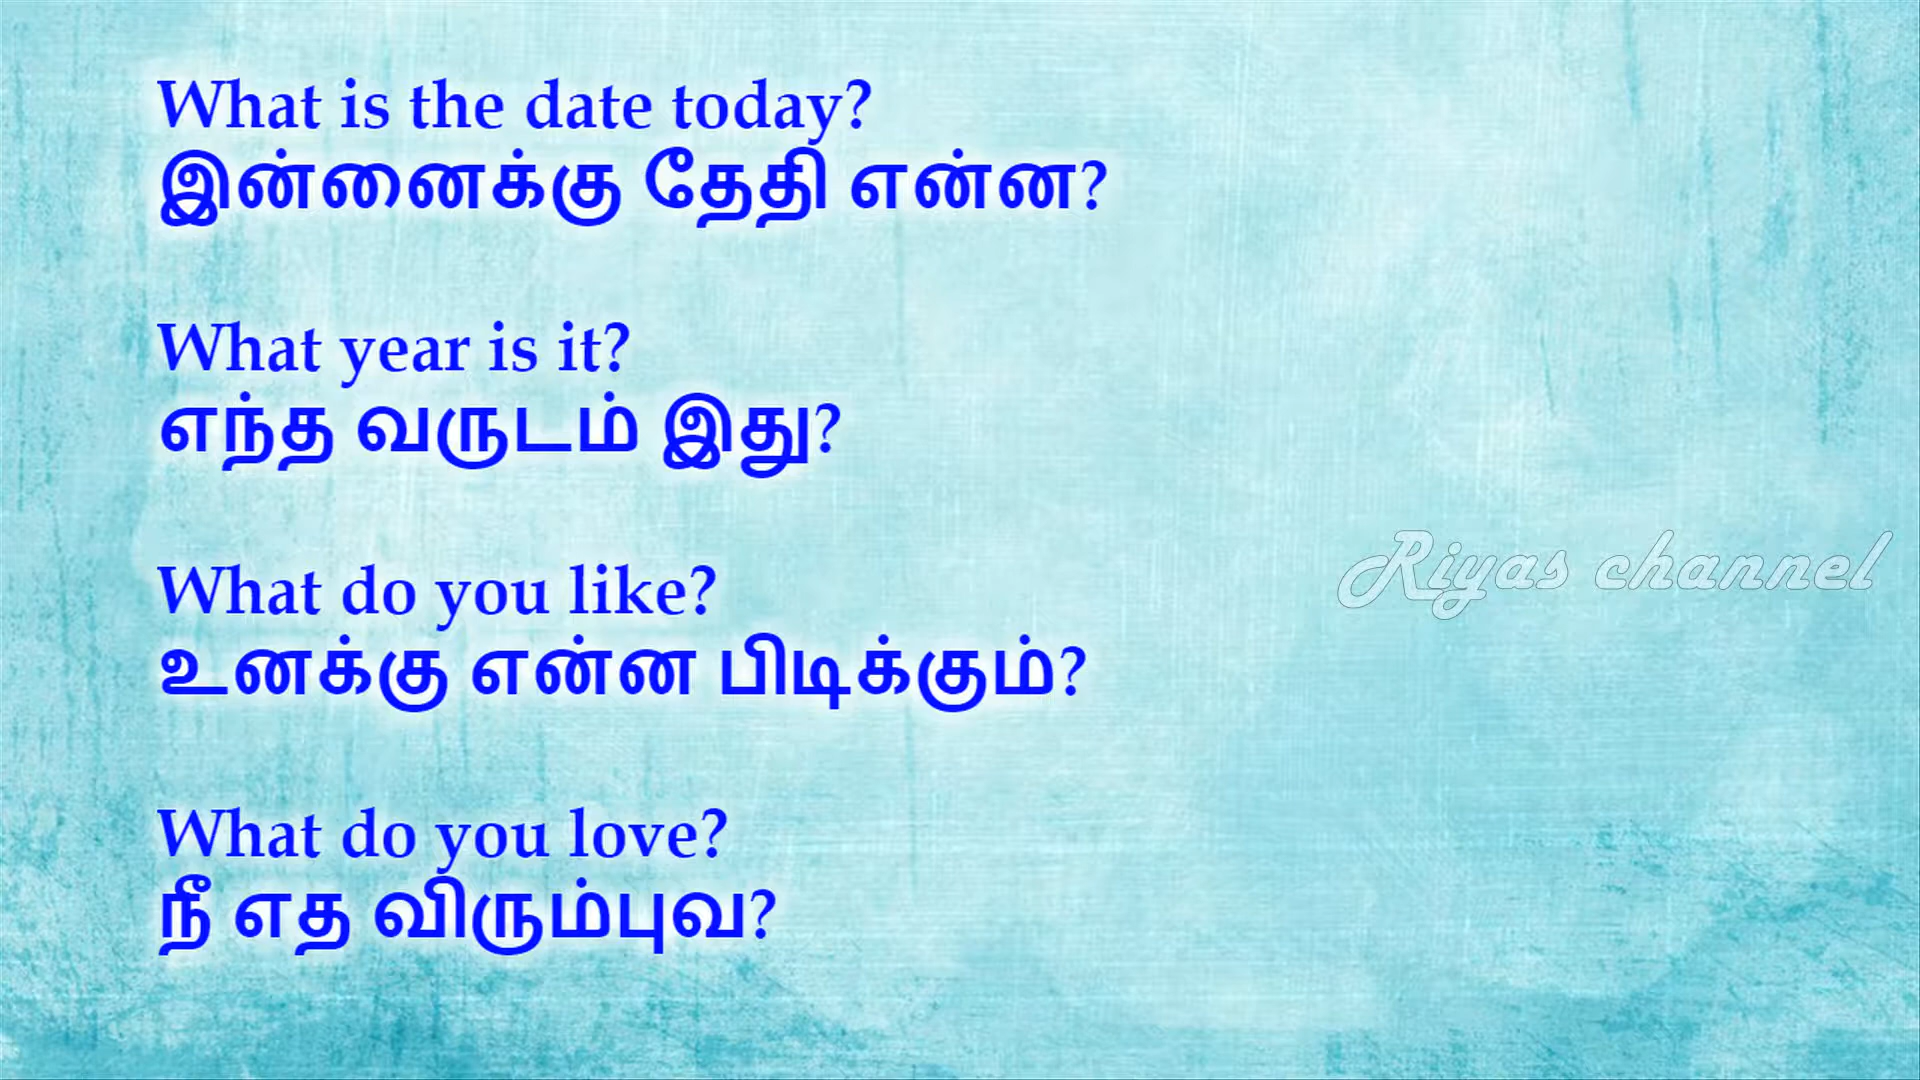 What is the date today?
இன்னைக்கு தேதி என்ன?
What year is it?
எந்த வருடம் இது?
What do you like?
உனக்கு என்ன பிடிக்கும்?
What do you love?
நீ எத விரும்புவ?
Riyas channel